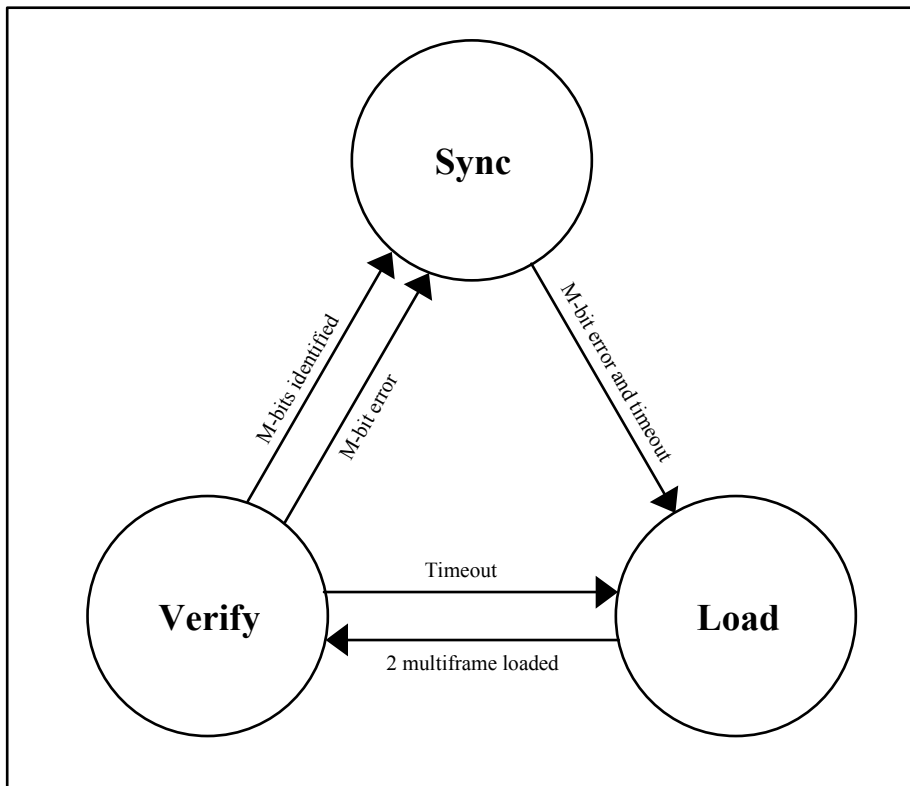 Sync
M-bits identified
M-bit error
M-bit error and timeout
Timeout
Verify
Load
2 multiframe loaded